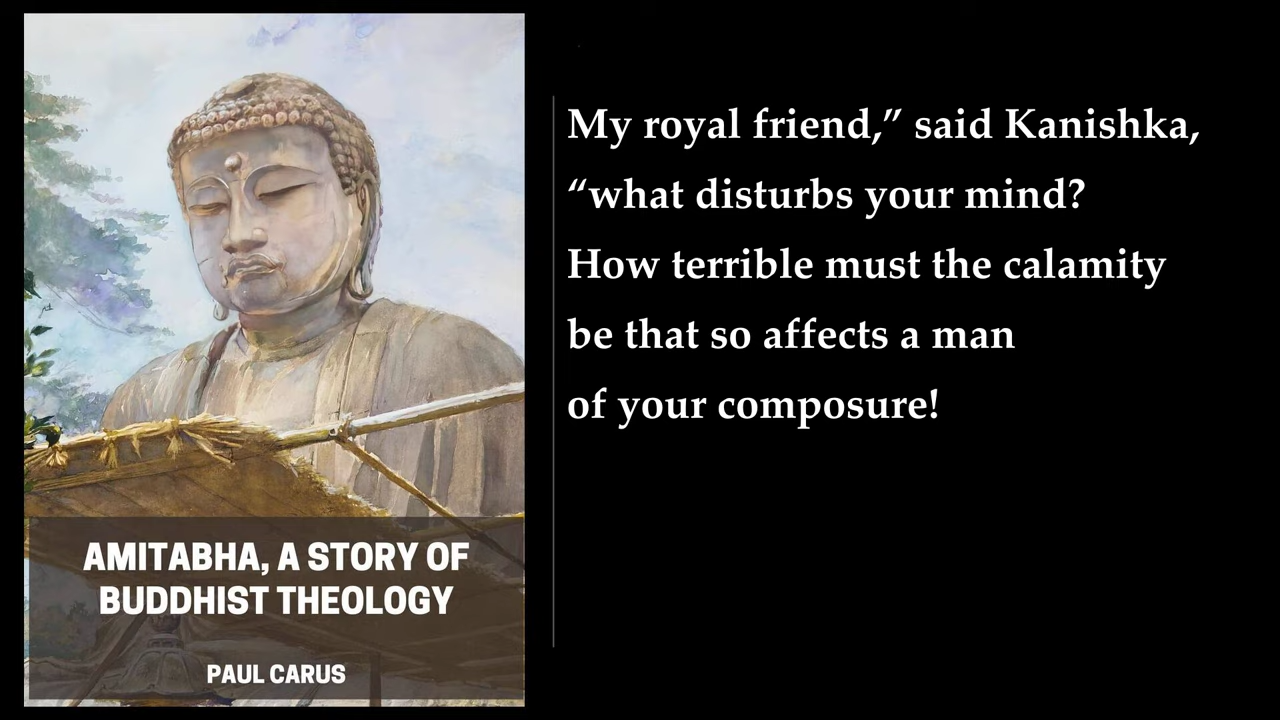 My royal friend,” said Kanishka,
“what disturbs your mind?
How terrible must the calamity
be that so affects a man
of your composure!
AMITABHA, A STORY OF
BUDDHIST THEOLOGY
PAUL CARUS